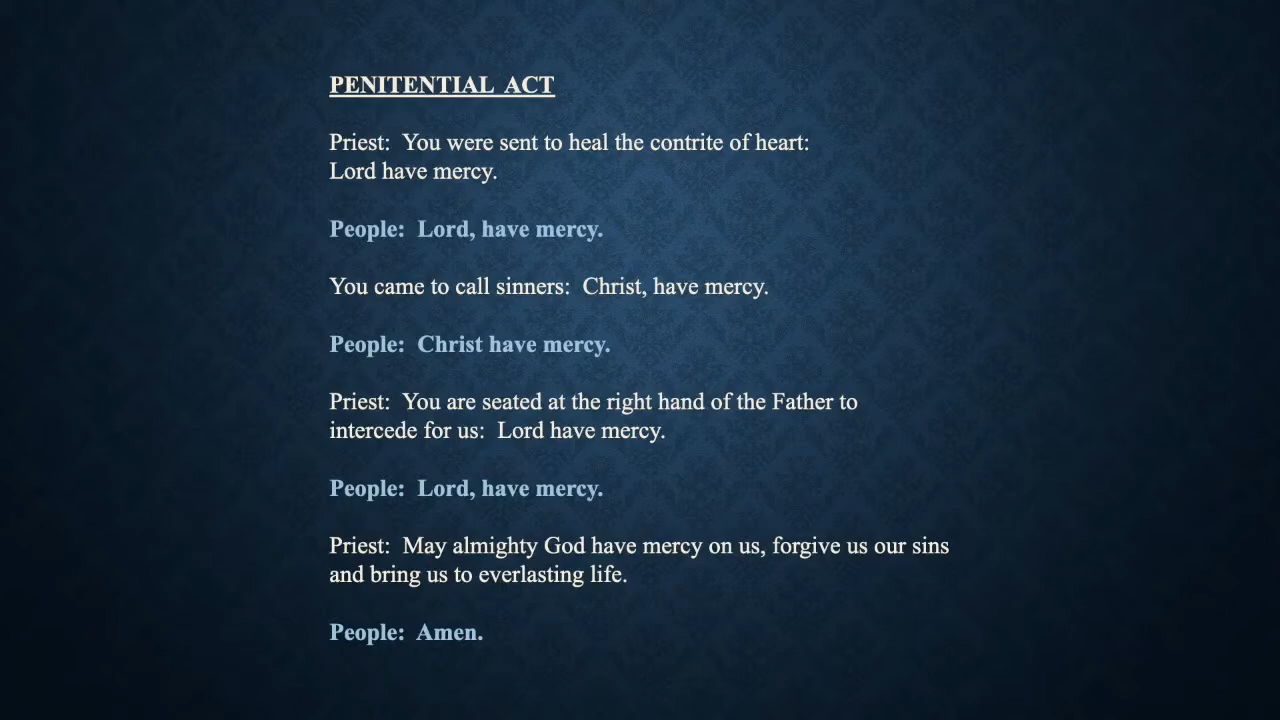 PENITENTIAL ACT
Priest: You were sent to heal the contrite of heart:
Lord have mercy.
People: Lord, have mercy.
You came to call sinners: Christ, have mercy.
People: Christ have mercy.
Priest: You are seated at the right hand of the Father to
intercede for us: Lord have mercy.
People: Lord, have mercy.
Priest: May almighty God have mercy on us, forgive us our sins
and bring us to everlasting life.
People: Amen.